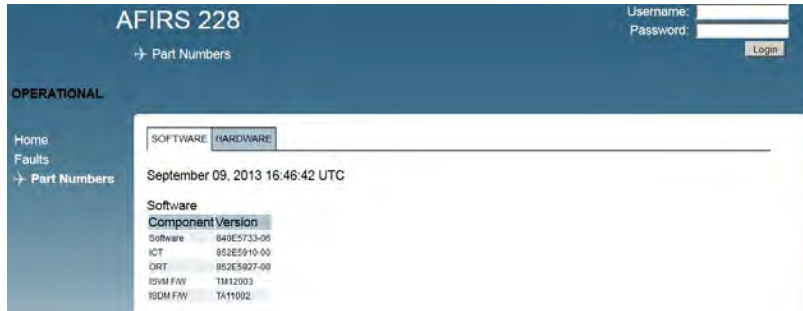 AFIRS 228
Username:
Password:
Login
Part Numbers
OPERATIONAL
Home
Faults
Part Numbers
SOFTWARE HARDWARE
September 09, 2013 16:46:42 UTC
Software
Component Version
Software 840E5733-06
ICT 852E5910-00
ORT 852E5927-00
ISVM F/W TM12003
ISDM F/W TA11002